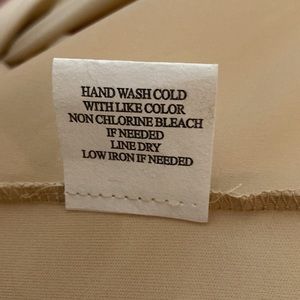 HAND WASH COLD
WITH LIKE COLOR
NON CHLORINE BLEACH
IF NEEDED
LINE DRY
LOW IRON IF NEEDED